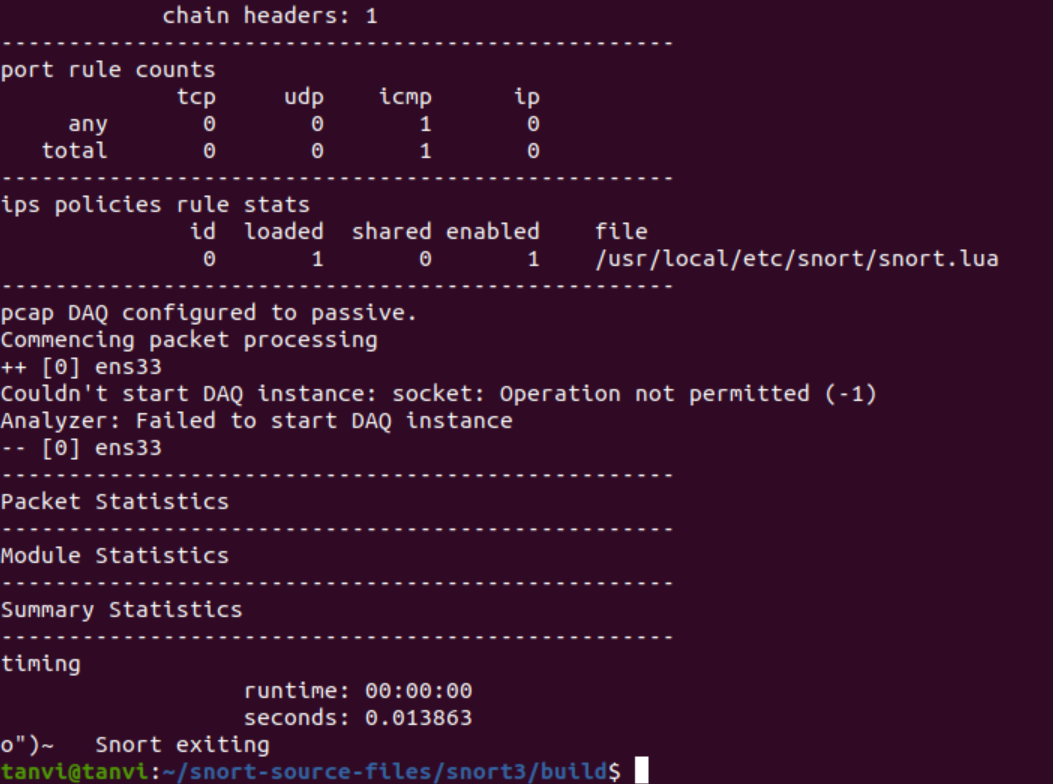 chain headers: 1
--------------------------------------------------
port rule counts
tcp udp icmp ip
any 0 0 1 0
total 0 0 1 0
--------------------------------------------------
ips policies rule stats
id loaded shared enabled file
0 1 0 1 /usr/local/etc/snort/snort.lua
--------------------------------------------------
pcap DAQ configured to passive.
Commencing packet processing
++ [0] ens33
Couldn't start DAQ instance: socket: Operation not permitted (-1)
Analyzer: Failed to start DAQ instance
-- [0] ens33
--------------------------------------------------
Packet Statistics
--------------------------------------------------
Module Statistics
--------------------------------------------------
Summary Statistics
--------------------------------------------------
timing
runtime: 00:00:00
seconds: 0.013863
o")~ Snort exiting
tanvi@tanvi:~/snort-source-files/snort3/build$